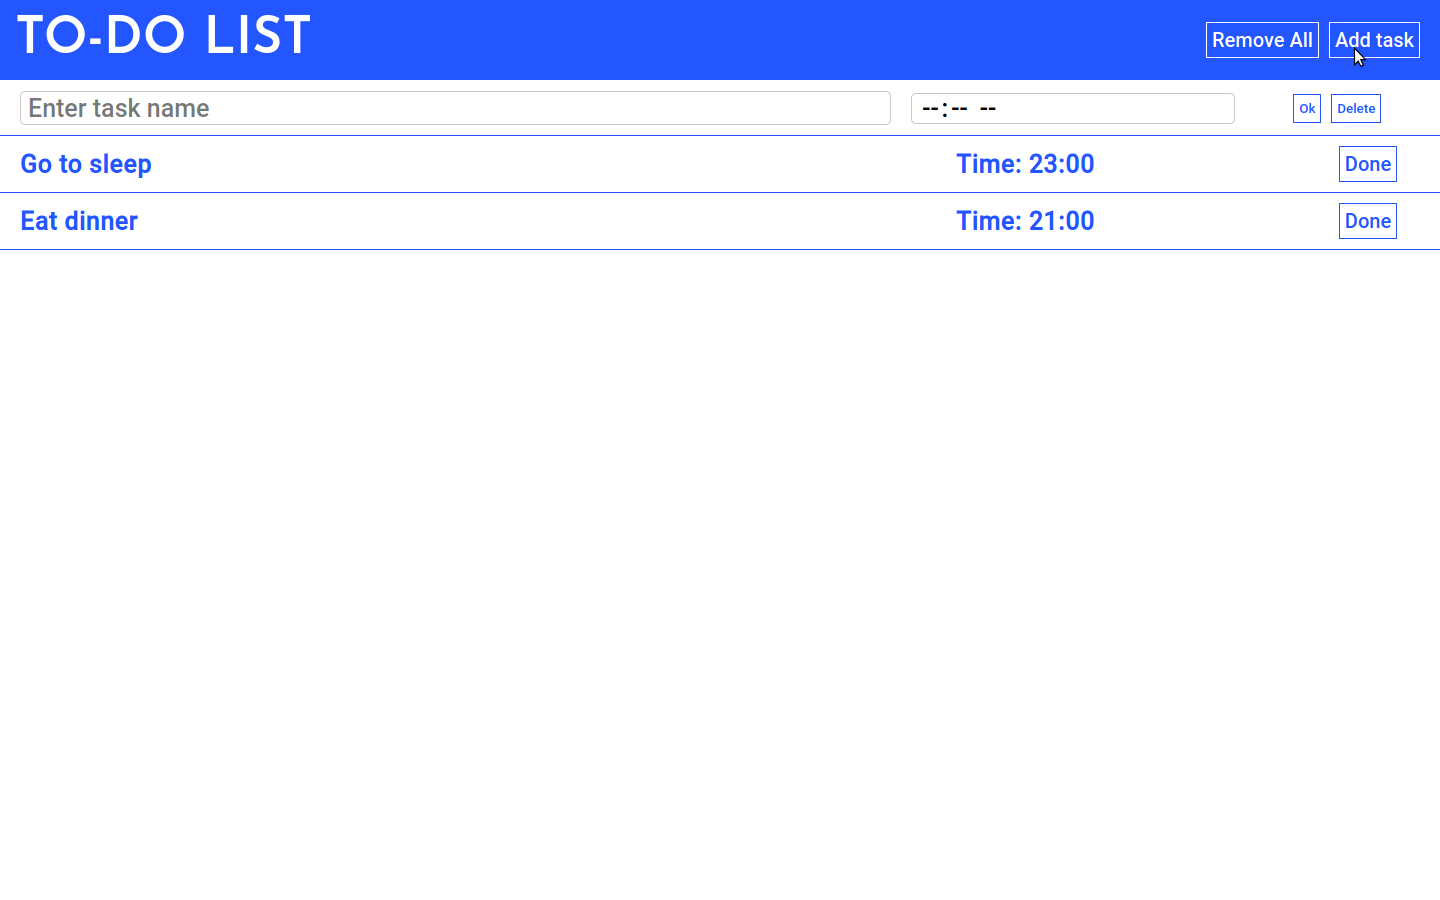 TO-DO LIST Remove All Add task
Enter task name --:-- -- Ok Delete
Go to sleep Time: 23:00 Done
Eat dinner Time: 21:00 Done